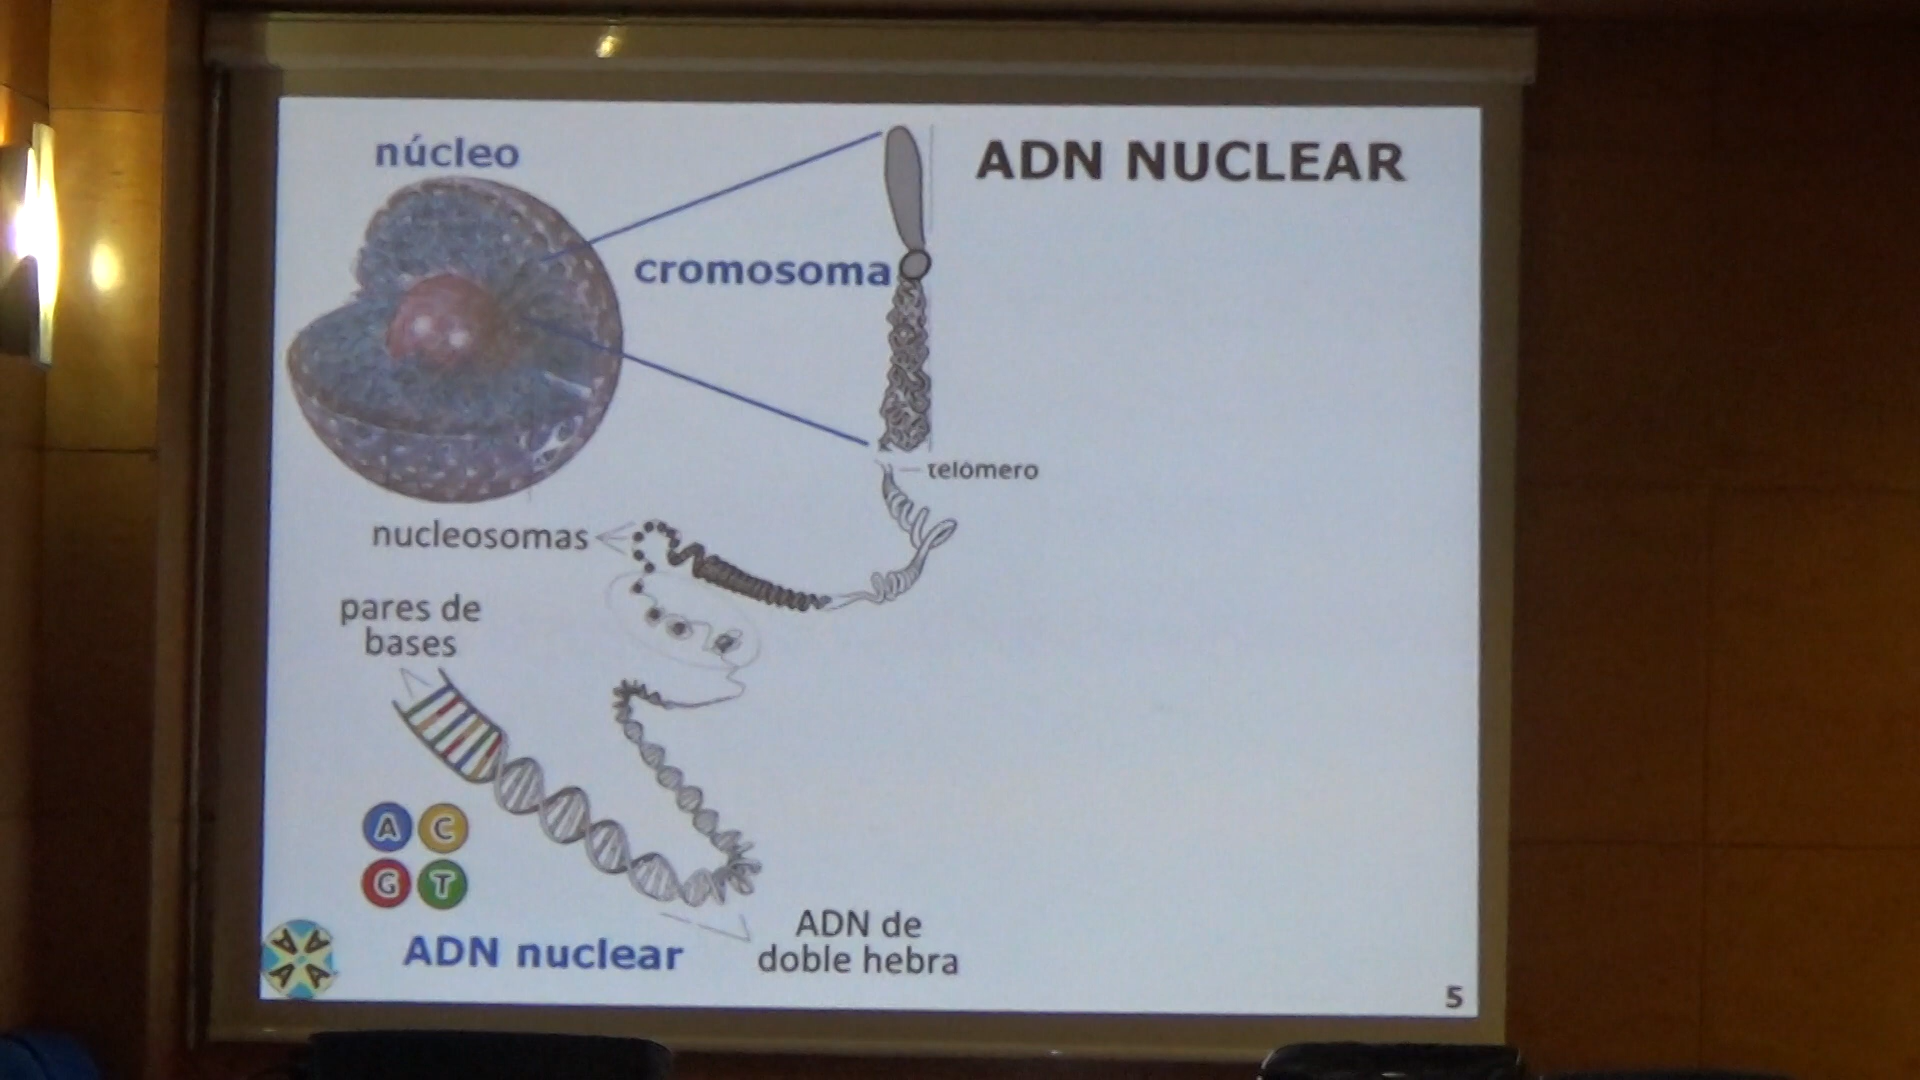 núcleo
ADN NUCLEAR
cromosoma
telómero
nucleosomas
pares de
bases
A C
G T
ADN nuclear
ADN de
doble hebra
A A
A A
5